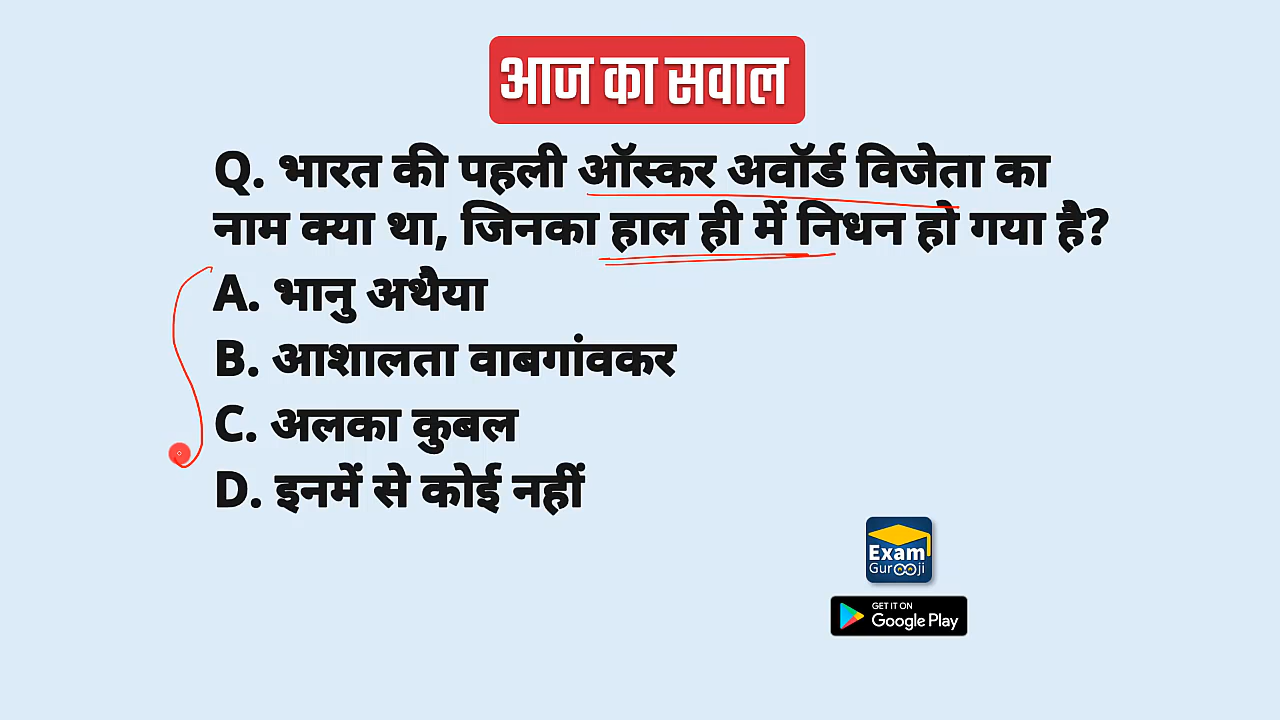 आज का सवाल
Q. भारत की पहली ऑस्कर अवॉर्ड विजेता का
नाम क्या था, जिनका हाल ही में निधन हो गया है?
A. भानु अथैया
B. आशालता वाबगांवकर
C. अलका कुबल
D. इनमें से कोई नहीं
Exam
Gurooji
GET IT ON
Google Play